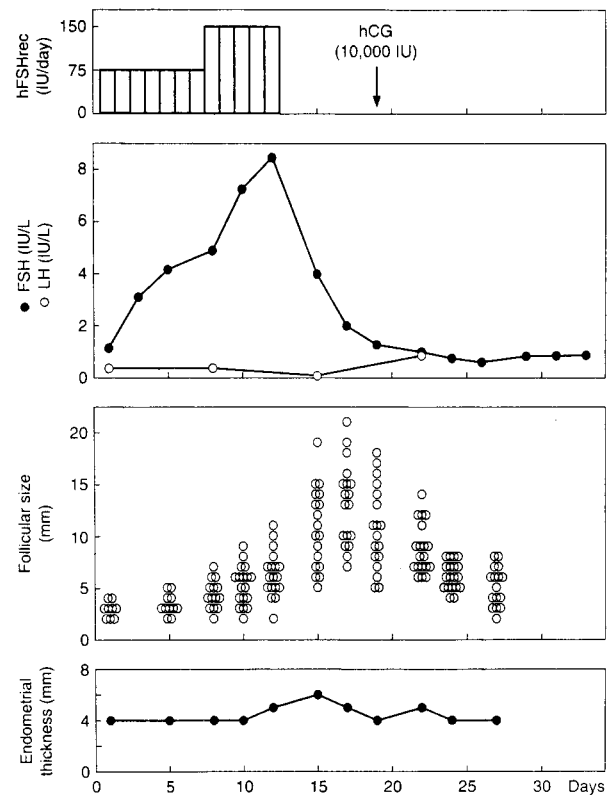 hFSHrec
(IU/day)
150
75
0
hCG
(10,000 IU)
● FSH (IU/L
○ LH (IU/L)
8
6
4
2
0
Follicular size
(mm)
20
15
10
5
0
Endometrial
thickness (mm)
8
4
0
0 5 10 15 20 25 30 Days